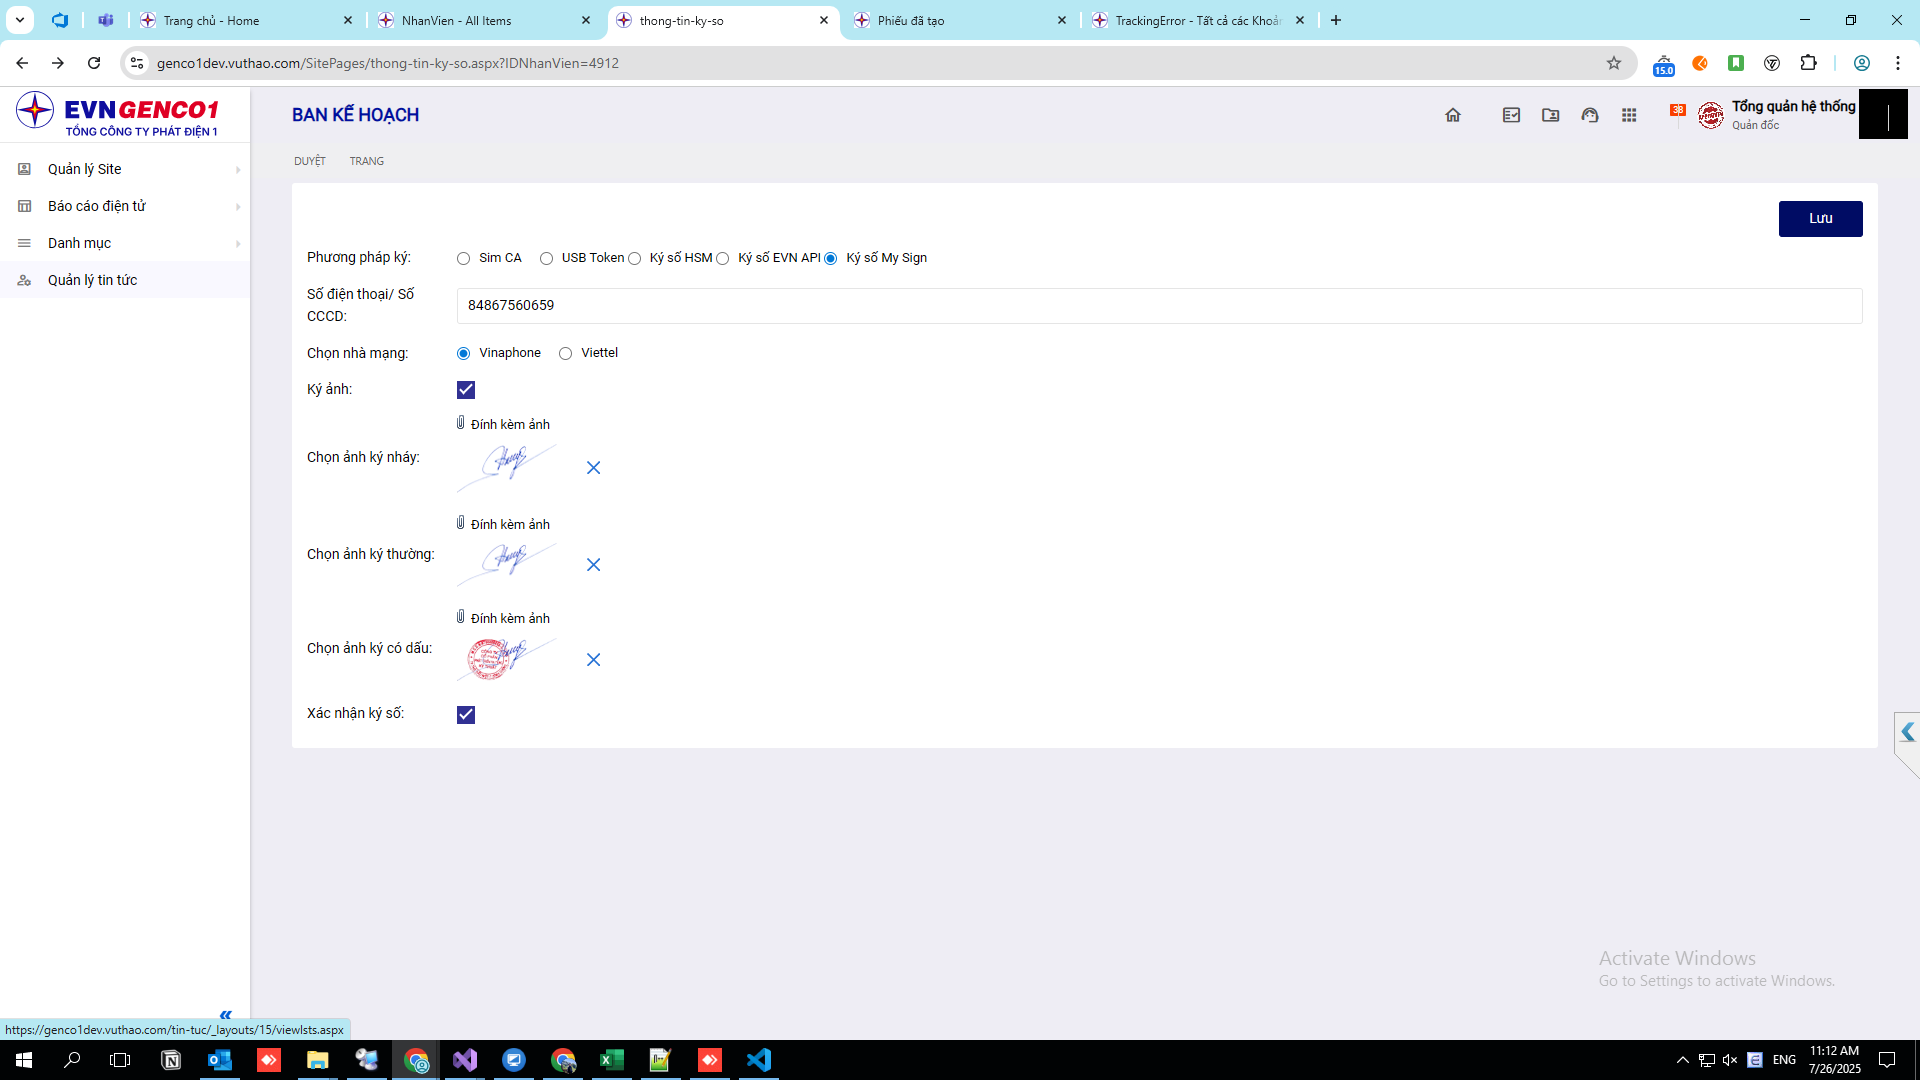 Trang chủ - Home
NhanVien - All Items
thong-tin-ky-so
Phiếu đã tạo
TrackingError - Tất cả các Khoản
genco1dev.vuthao.com/SitePages/thong-tin-ky-so.aspx?IDNhanVien=4912
15.0
EVNGENCO1
TỔNG CÔNG TY PHÁT ĐIỆN 1
BAN KẾ HOẠCH
38
Tổng quản hệ thống
Quản đốc
DUYỆT TRANG
Quản lý Site
Báo cáo điện tử
Danh mục
Quản lý tin tức
Lưu
Phương pháp ký: Sim CA USB Token Ký số HSM Ký số EVN API Ký số My Sign
Số điện thoại/ Số CCCD: 84867560659
Chọn nhà mạng: Vinaphone Viettel
Ký ảnh:
Đính kèm ảnh
Chọn ảnh ký nháy:
Đính kèm ảnh
Chọn ảnh ký thường:
Đính kèm ảnh
Chọn ảnh ký có dấu:
Xác nhận ký số:
Activate Windows
Go to Settings to activate Windows.
https://genco1dev.vuthao.com/tin-tuc/_layouts/15/viewlsts.aspx
ENG
11:12 AM
7/26/2025